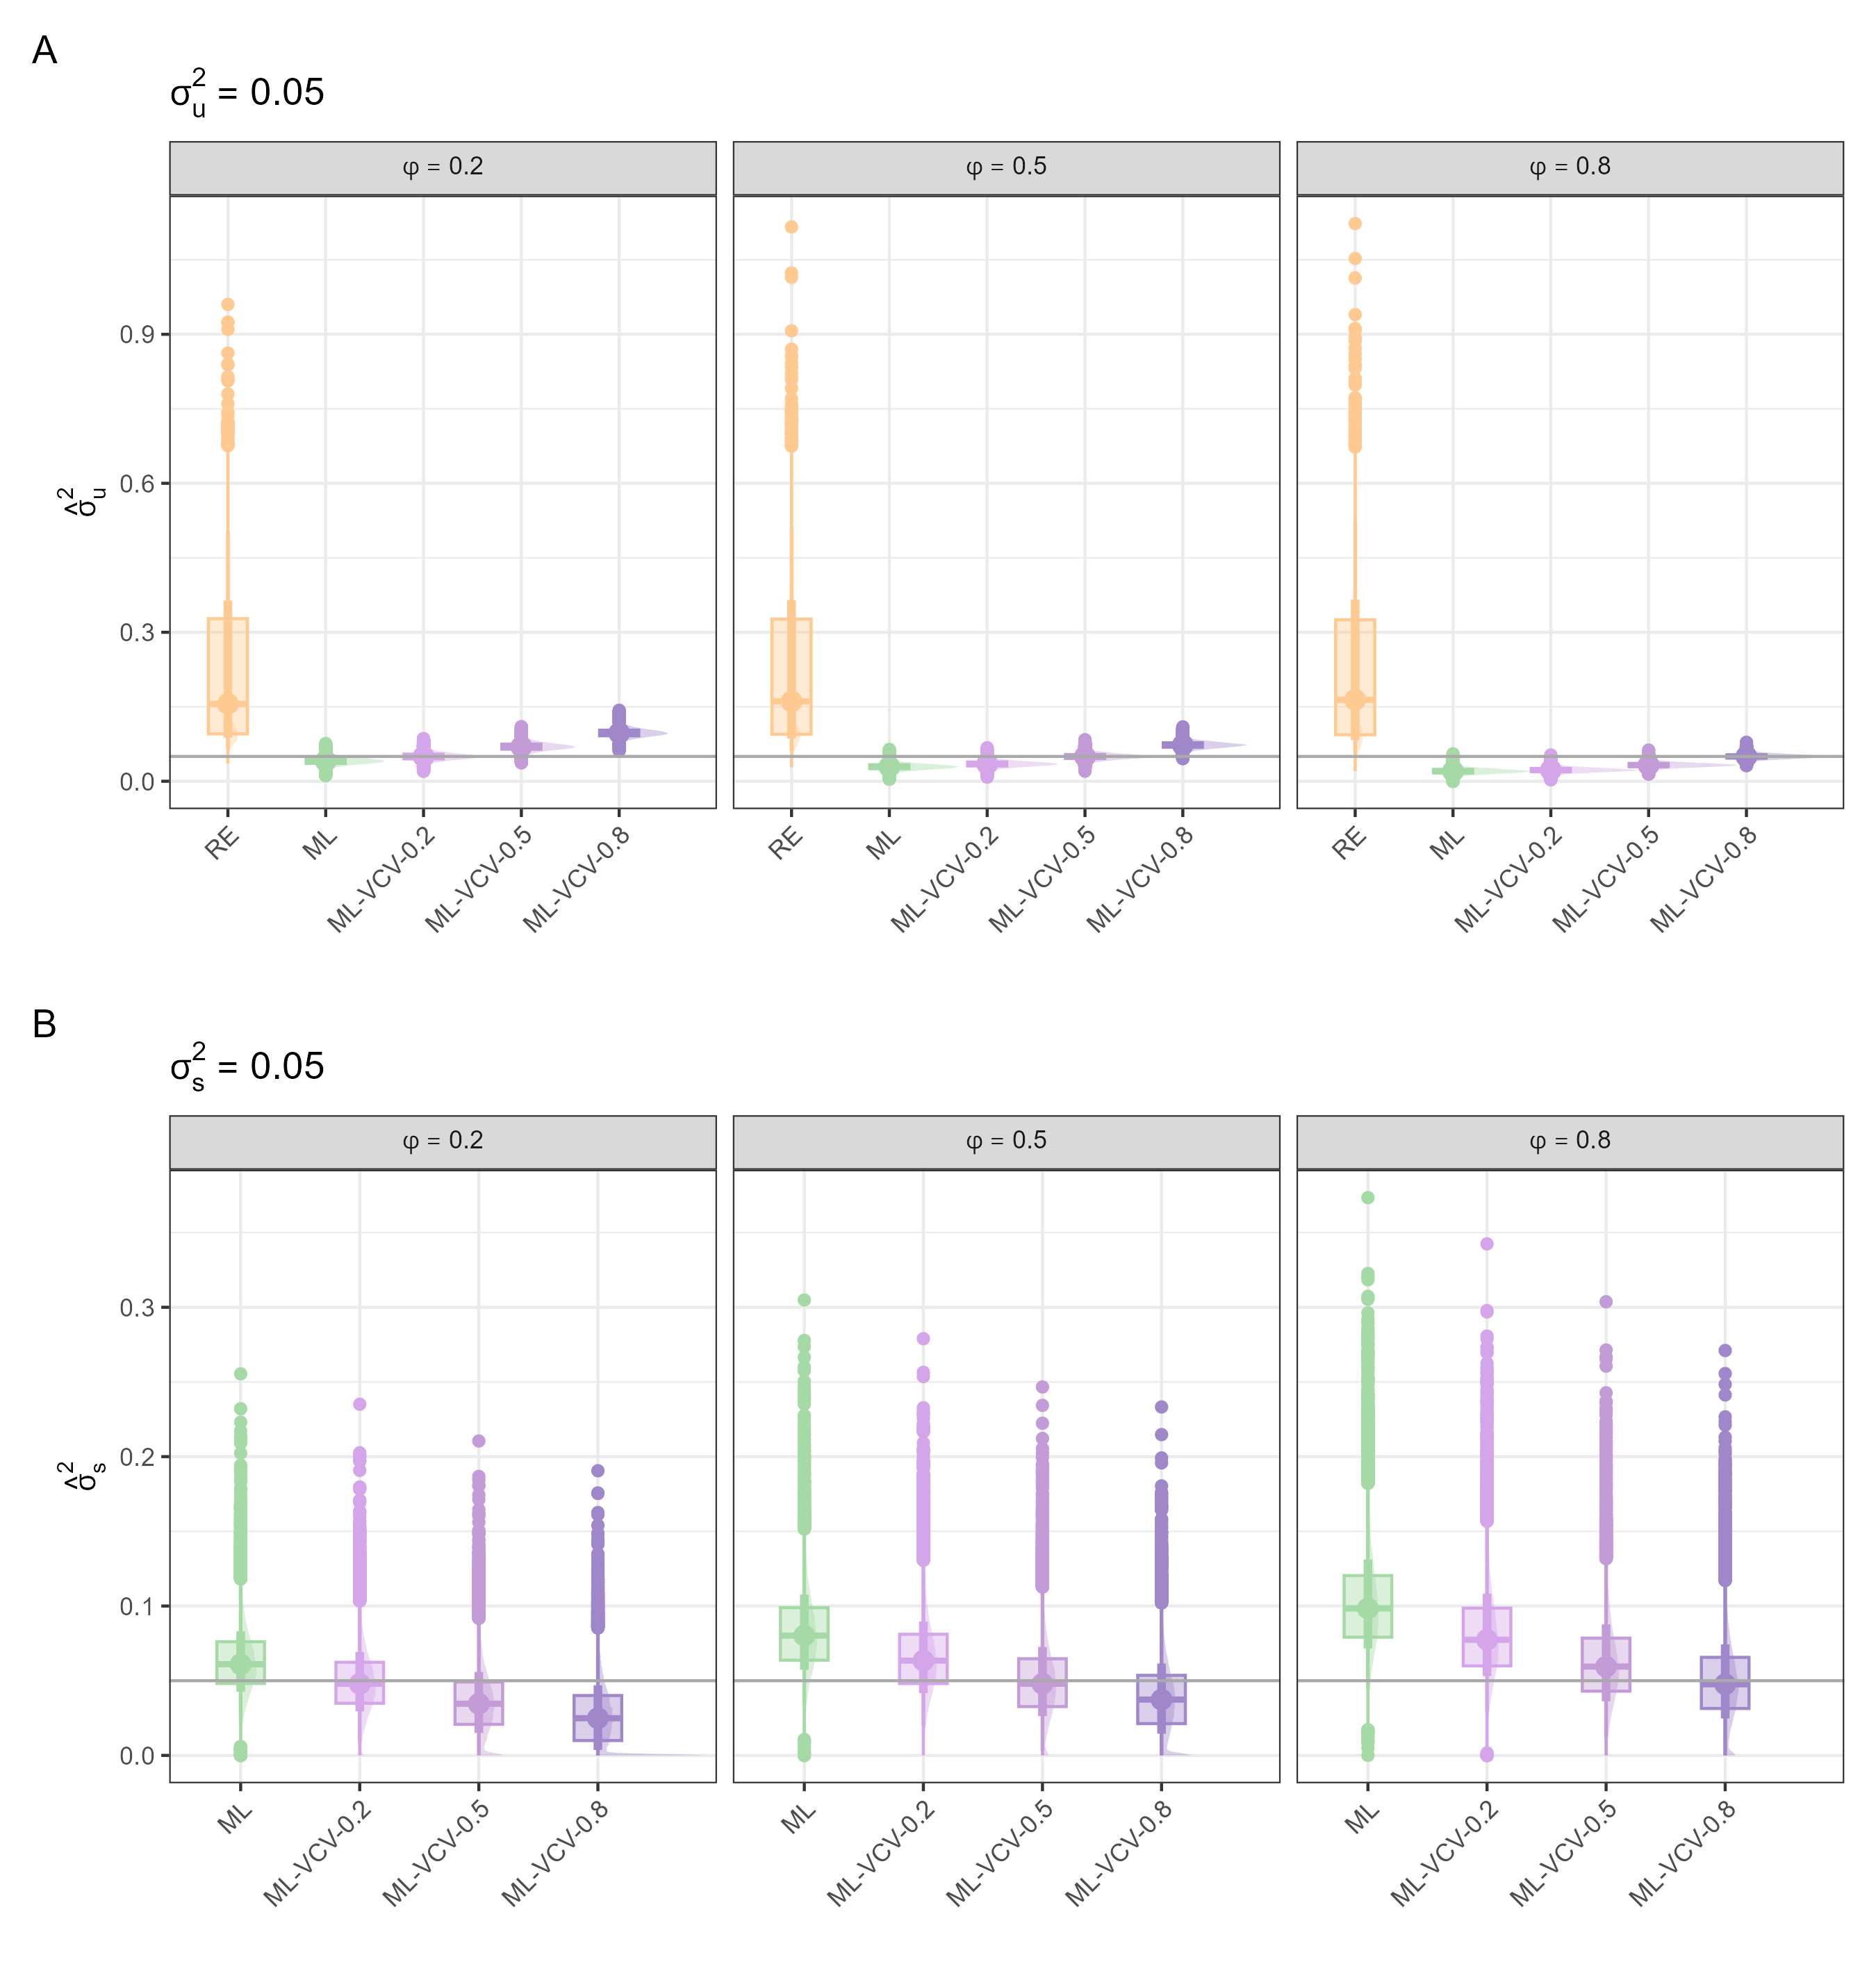 A
σ²ᵤ = 0.05
φ = 0.2 φ = 0.5 φ = 0.8
0.9
0.6
σ̂²ᵤ
0.3
0.0
RE ML ML-VCV-0.2 ML-VCV-0.5 ML-VCV-0.8 RE ML ML-VCV-0.2 ML-VCV-0.5 ML-VCV-0.8 RE ML ML-VCV-0.2 ML-VCV-0.5 ML-VCV-0.8
B
σ²ₛ = 0.05
φ = 0.2 φ = 0.5 φ = 0.8
0.3
0.2
σ̂²ₛ
0.1
0.0
ML ML-VCV-0.2 ML-VCV-0.5 ML-VCV-0.8 ML ML-VCV-0.2 ML-VCV-0.5 ML-VCV-0.8 ML ML-VCV-0.2 ML-VCV-0.5 ML-VCV-0.8